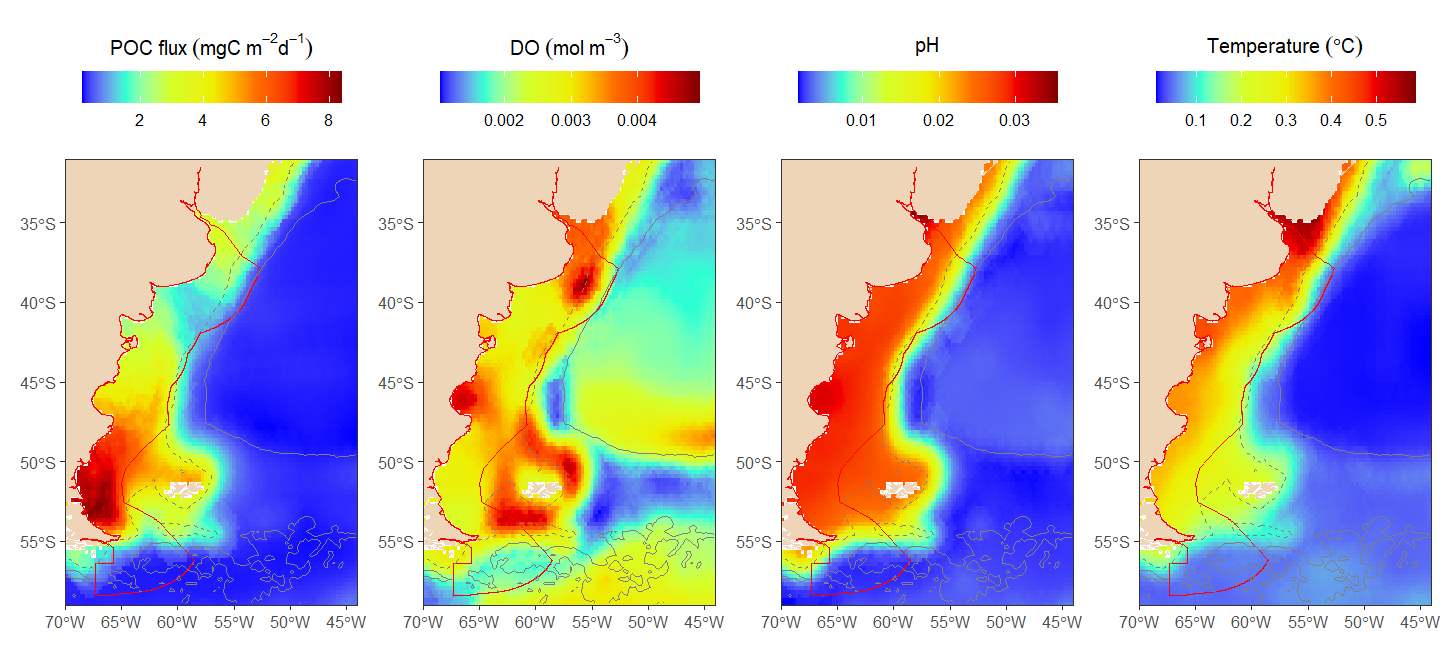 POC flux (mgC m⁻²d⁻¹) DO (mol m⁻³) pH Temperature (°C)
2 4 6 8 0.002 0.003 0.004 0.01 0.02 0.03 0.1 0.2 0.3 0.4 0.5
35°S 35°S 35°S 35°S
40°S 40°S 40°S 40°S
45°S 45°S 45°S 45°S
50°S 50°S 50°S 50°S
55°S 55°S 55°S 55°S
70°W 65°W 60°W 55°W 50°W 45°W 70°W 65°W 60°W 55°W 50°W 45°W 70°W 65°W 60°W 55°W 50°W 45°W 70°W 65°W 60°W 55°W 50°W 45°W